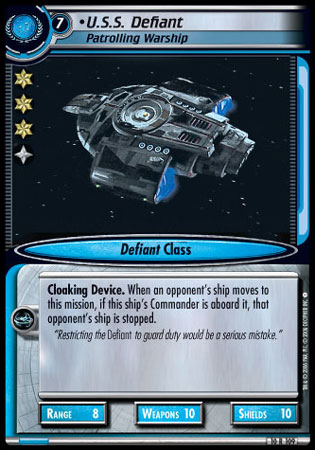 7
•U.S.S. Defiant
Patrolling Warship
Defiant Class
Cloaking Device. When an opponent's ship moves to
this mission, if this ship's Commander is aboard it, that
opponent's ship is stopped.
"Restricting the Defiant to guard duty would be a serious mistake."
RANGE 8
WEAPONS 10
SHIELDS 10